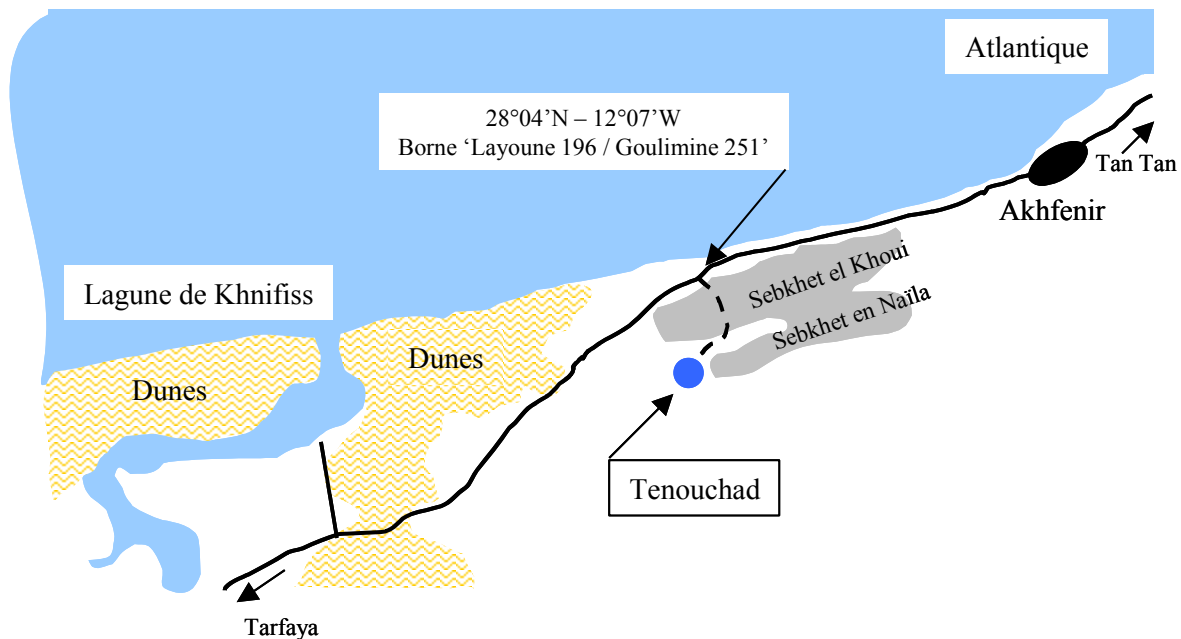 Atlantique
28°04’N – 12°07’W
Borne ‘Layoune 196 / Goulimine 251’
Tan Tan
Akhfenir
Lagune de Khnifiss
Sebkhet el Khoui
Sebkhet en Naïla
Dunes
Dunes
Tenouchad
Tarfaya